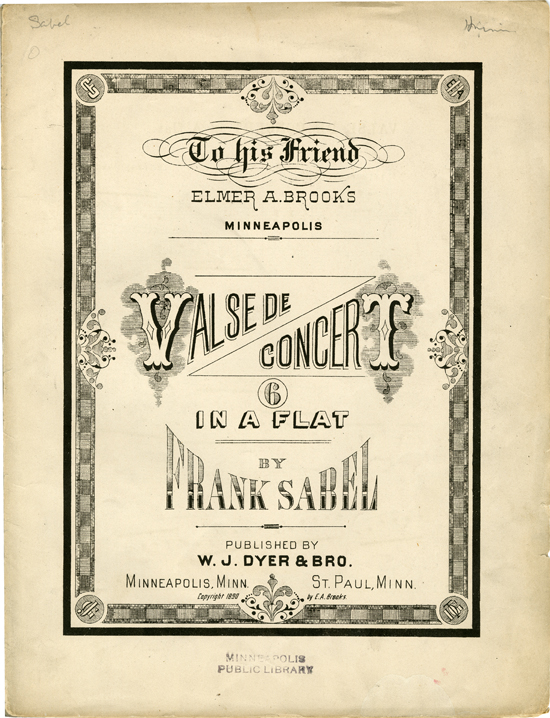 Sabel
To his Friend
ELMER A. BROOKS
MINNEAPOLIS
VALSE DE
CONCERT
6
IN A FLAT
BY
FRANK SABEL
PUBLISHED BY
W. J. DYER & BRO.
MINNEAPOLIS, MINN. ST. PAUL, MINN.
Copyright 1890 by E.A. Brooks.
MINNEAPOLIS
PUBLIC LIBRARY